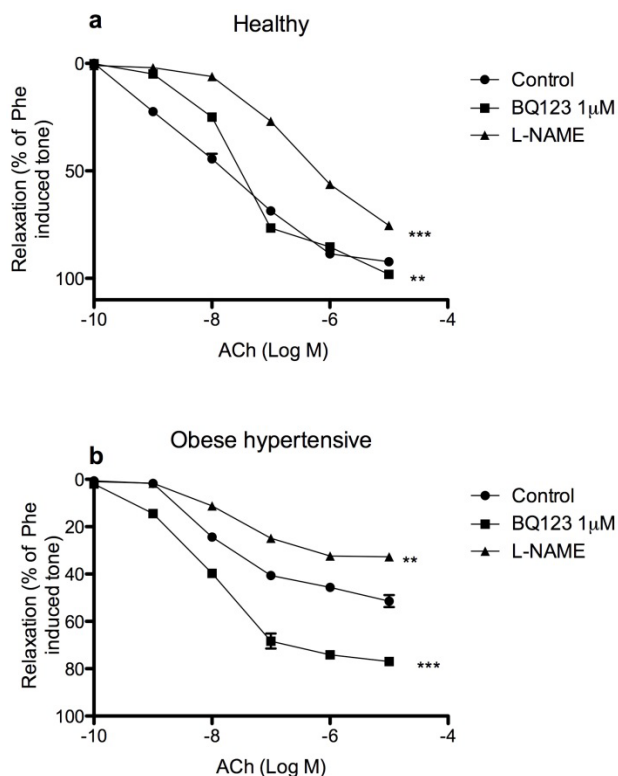 a
Healthy
0
50
100
Relaxation (% of Phe
induced tone)
-10
-8
-6
-4
ACh (Log M)
Control
BQ123 1μM
L-NAME
***
**
b
Obese hypertensive
0
20
40
60
80
100
Relaxation (% of Phe
induced tone)
-10
-8
-6
-4
ACh (Log M)
Control
BQ123 1μM
L-NAME
**
***